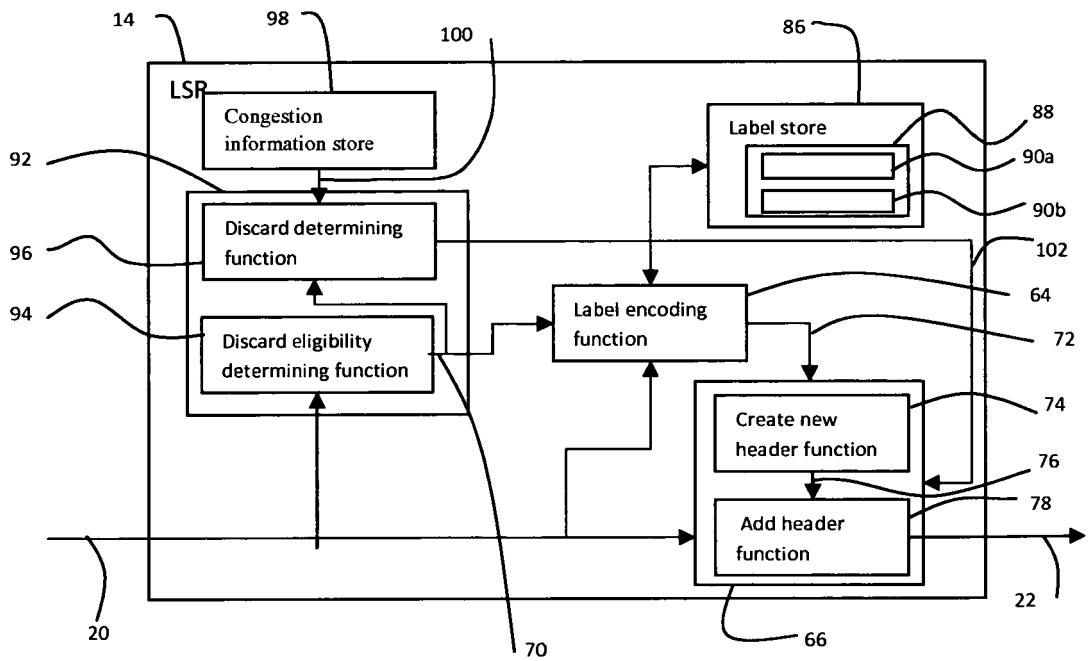 98
14
100
86
LSR
Congestion
information store
Label store
88
90a
90b
92
Discard determining
function
102
96
64
94
Label encoding
function
Discard eligibility
determining function
72
Create new
header function
74
76
78
Add header
function
20
70
66
22